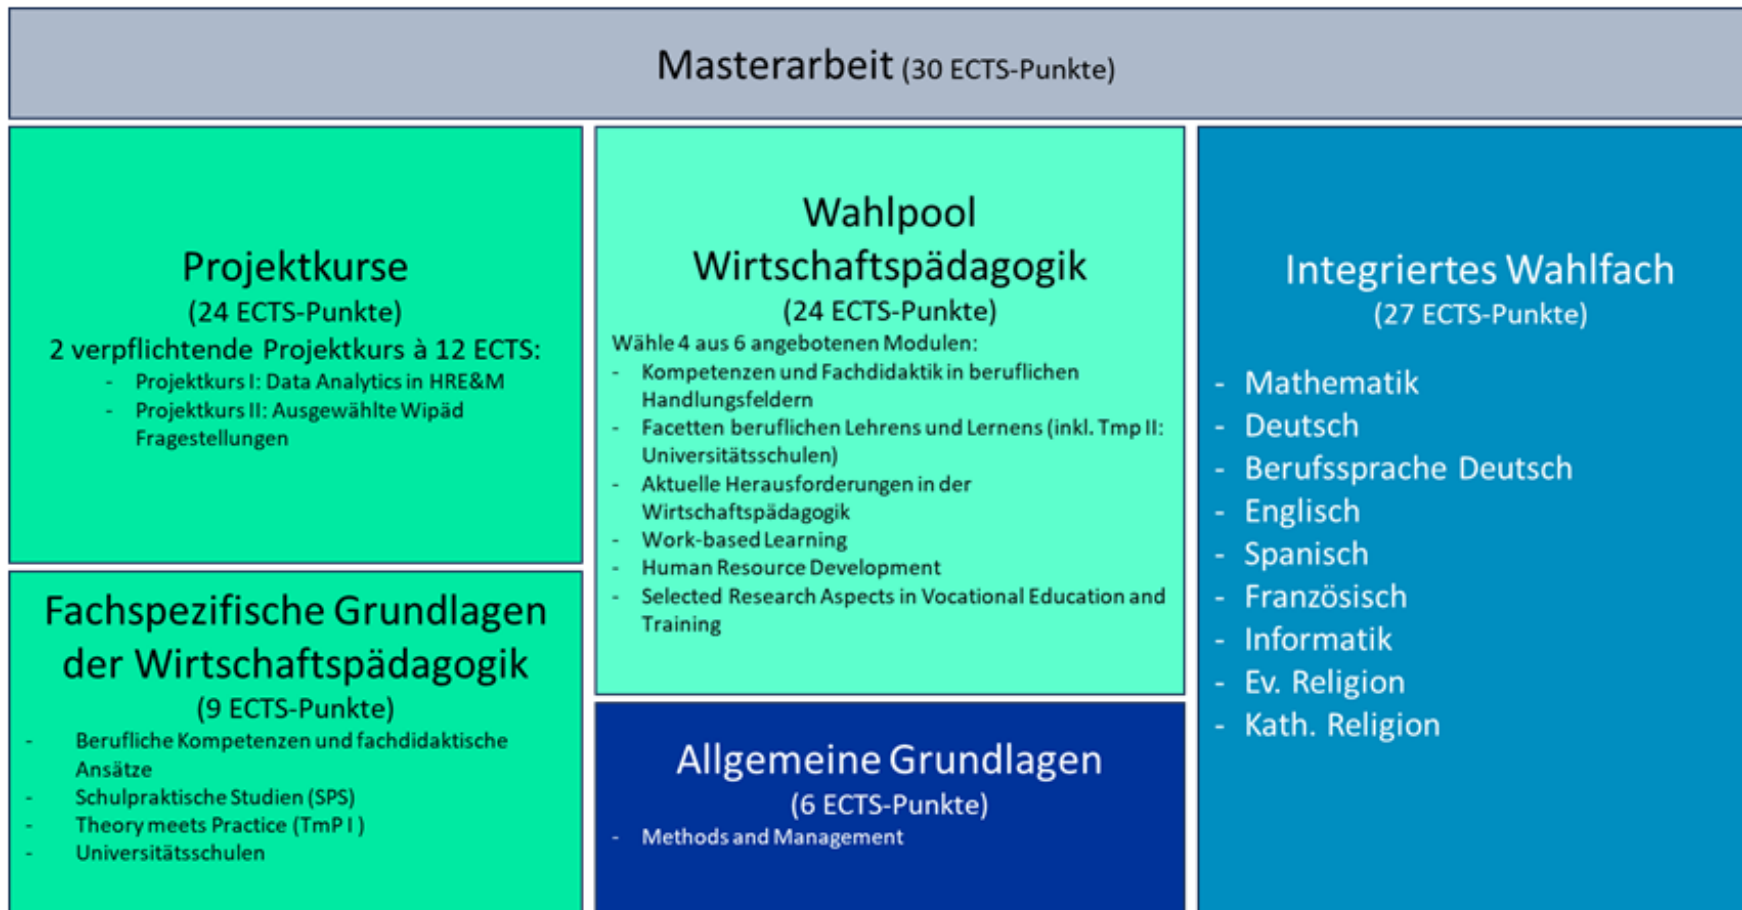 Masterarbeit (30 ECTS-Punkte)
Projektkurse
(24 ECTS-Punkte)
2 verpflichtende Projektkurs à 12 ECTS:
- Projektkurs I: Data Analytics in HRE&M
- Projektkurs II: Ausgewählte Wipäd
Fragestellungen
Fachspezifische Grundlagen
der Wirtschaftspädagogik
(9 ECTS-Punkte)
- Berufliche Kompetenzen und fachdidaktische
Ansätze
- Schulpraktische Studien (SPS)
- Theory meets Practice (TmP I )
- Universitätsschulen
Wahlpool
Wirtschaftspädagogik
(24 ECTS-Punkte)
Wähle 4 aus 6 angebotenen Modulen:
- Kompetenzen und Fachdidaktik in beruflichen
Handlungsfeldern
- Facetten beruflichen Lehrens und Lernens (inkl. Tmp II:
Universitätsschulen)
- Aktuelle Herausforderungen in der
Wirtschaftspädagogik
- Work-based Learning
- Human Resource Development
- Selected Research Aspects in Vocational Education and
Training
Allgemeine Grundlagen
(6 ECTS-Punkte)
- Methods and Management
Integriertes Wahlfach
(27 ECTS-Punkte)
- Mathematik
- Deutsch
- Berufssprache Deutsch
- Englisch
- Spanisch
- Französisch
- Informatik
- Ev. Religion
- Kath. Religion